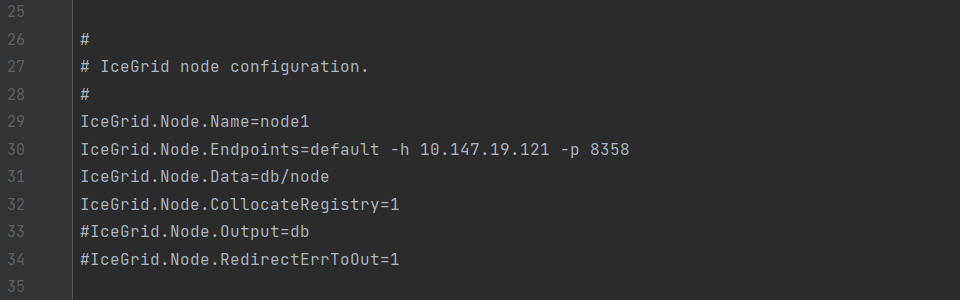 25
26 #
27 # IceGrid node configuration.
28 #
29 IceGrid.Node.Name=node1
30 IceGrid.Node.Endpoints=default -h 10.147.19.121 -p 8358
31 IceGrid.Node.Data=db/node
32 IceGrid.Node.CollocateRegistry=1
33 #IceGrid.Node.Output=db
34 #IceGrid.Node.RedirectErrToOut=1
35